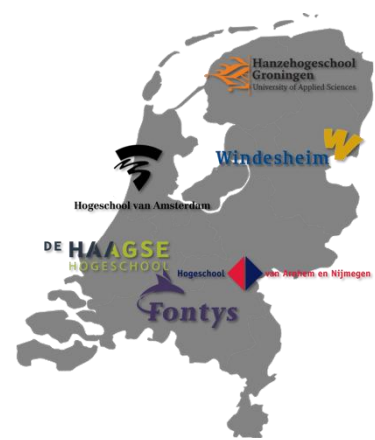 Hanzehogeschool
Groningen
University of Applied Sciences
Windesheim
Hogeschool van Amsterdam
DE HAAGSE
HOGESCHOOL
Hogeschool van Arnhem en Nijmegen
Fontys